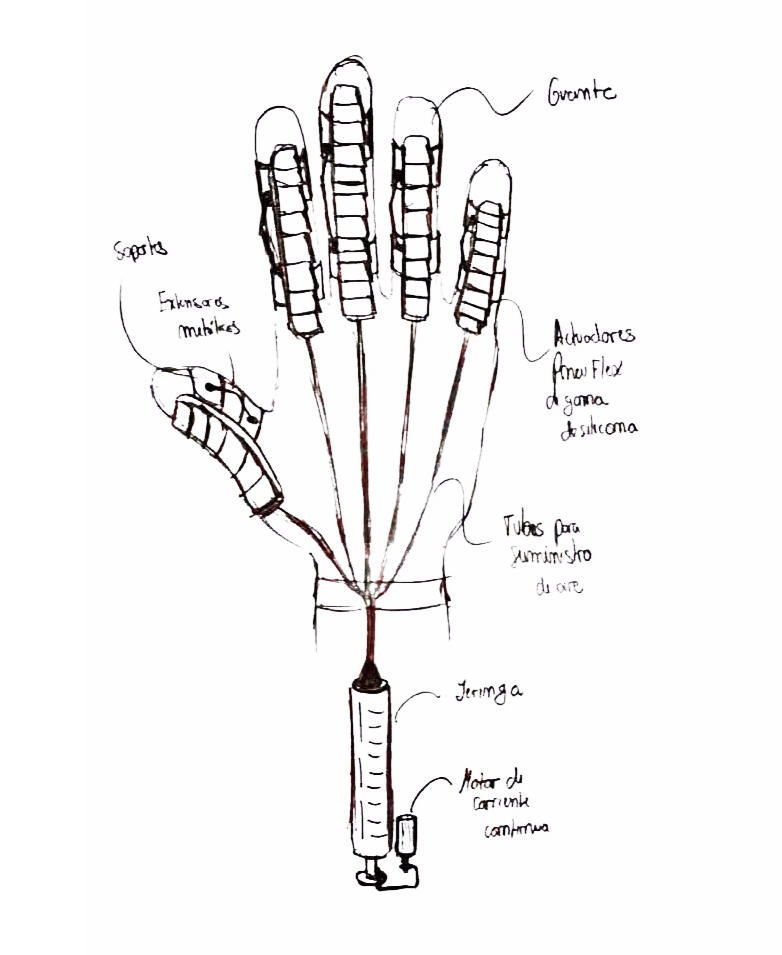 Guante
Soportes
Extensores
metálicos
Actuadores
PneuFlex
de goma
de silicona
Tubos para
suministro
de aire
Jeringa
Motor de
corriente
continua